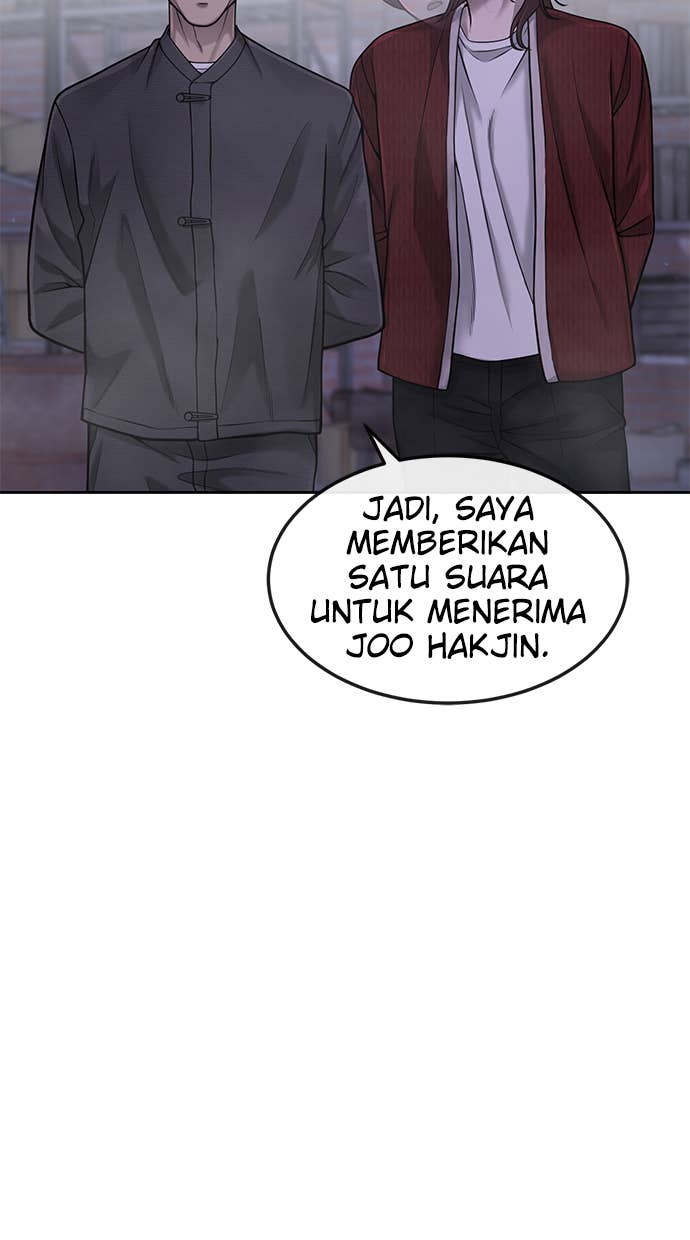 JADI, SAYA
MEMBERIKAN
SATU SUARA
UNTUK MENERIMA
JOO HAKJIN.